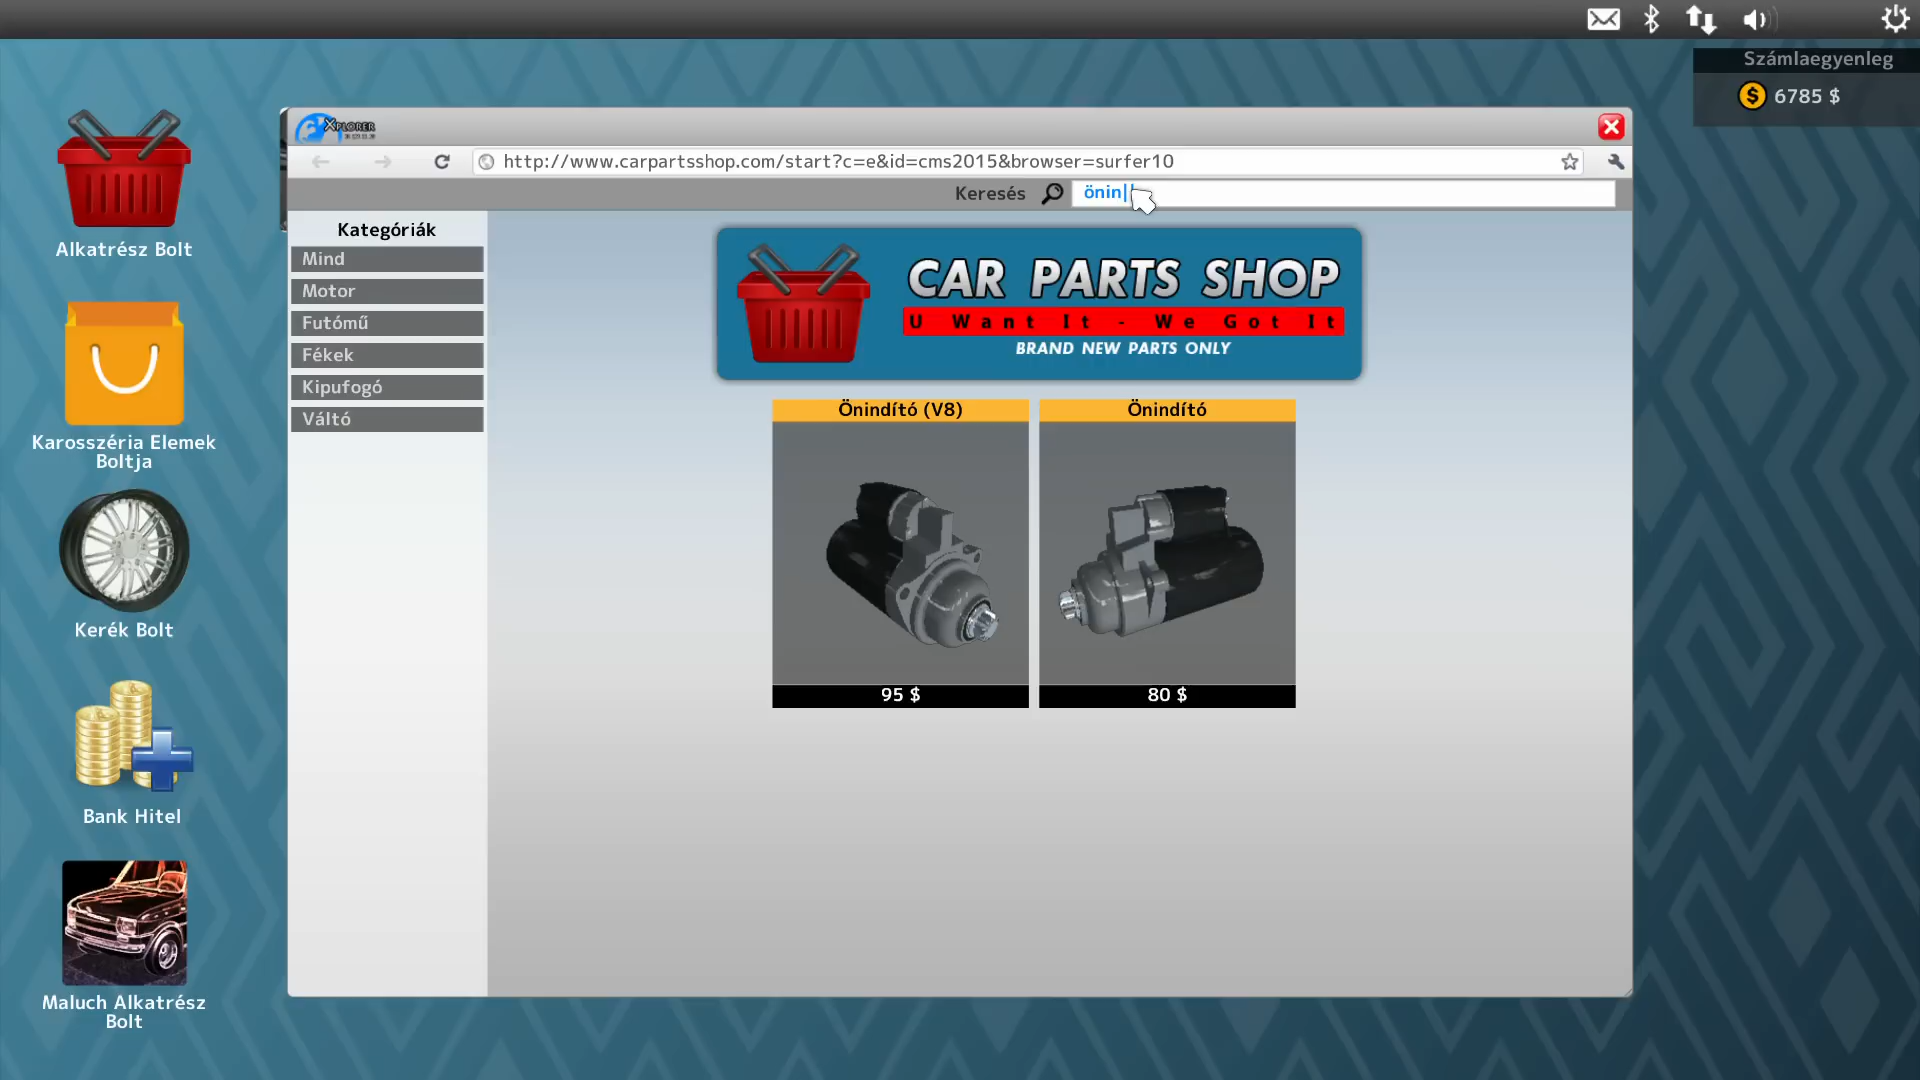 Számlaegyenleg
6785 $
Alkatrész Bolt
Karosszéria Elemek
Boltja
Kerék Bolt
Bank Hitel
Maluch Alkatrész
Bolt
XPLORER
http://www.carpartsshop.com/start?c=e&id=cms2015&browser=surfer10
Keresés
önin|
Kategóriák
Mind
Motor
Futómű
Fékek
Kipufogó
Váltó
CAR PARTS SHOP
U Want It - We Got It
BRAND NEW PARTS ONLY
Önindító (V8)
95 $
Önindító
80 $